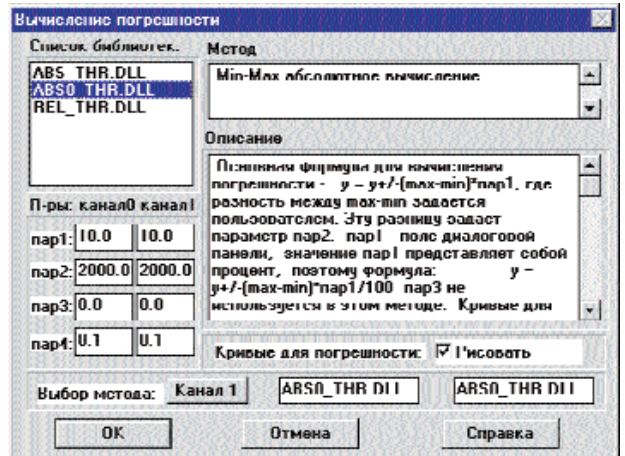 Вычисление погрешности
Список библиотек.
ABS_THR.DLL
ABS0_THR.DLL
REL_THR.DLL
Метод
Min-Max абсолютное вычисление
Описание
Основная формула для вычисления
погрешности - y = y+/-(max-min)*пар1, где
разность между max-min задается
пользователем. Эту разницу задает
параметр пар2. пар1 поле диалоговой
панели, значение пар1 представляет собой
процент, поэтому формула: y =
y+/-(max-min)*пар1/100 пар3 не
используется в этом методе. Кривые для
П-ры: канал0 канал1
пар1: 10.0 10.0
пар2: 2000.0 2000.0
пар3: 0.0 0.0
пар4: 0.1 0.1
Кривые для погрешности: Рисовать
Выбор метода: Канал 1 ABS0_THR.DLL ABS0_THR.DLL
OK Отмена Справка